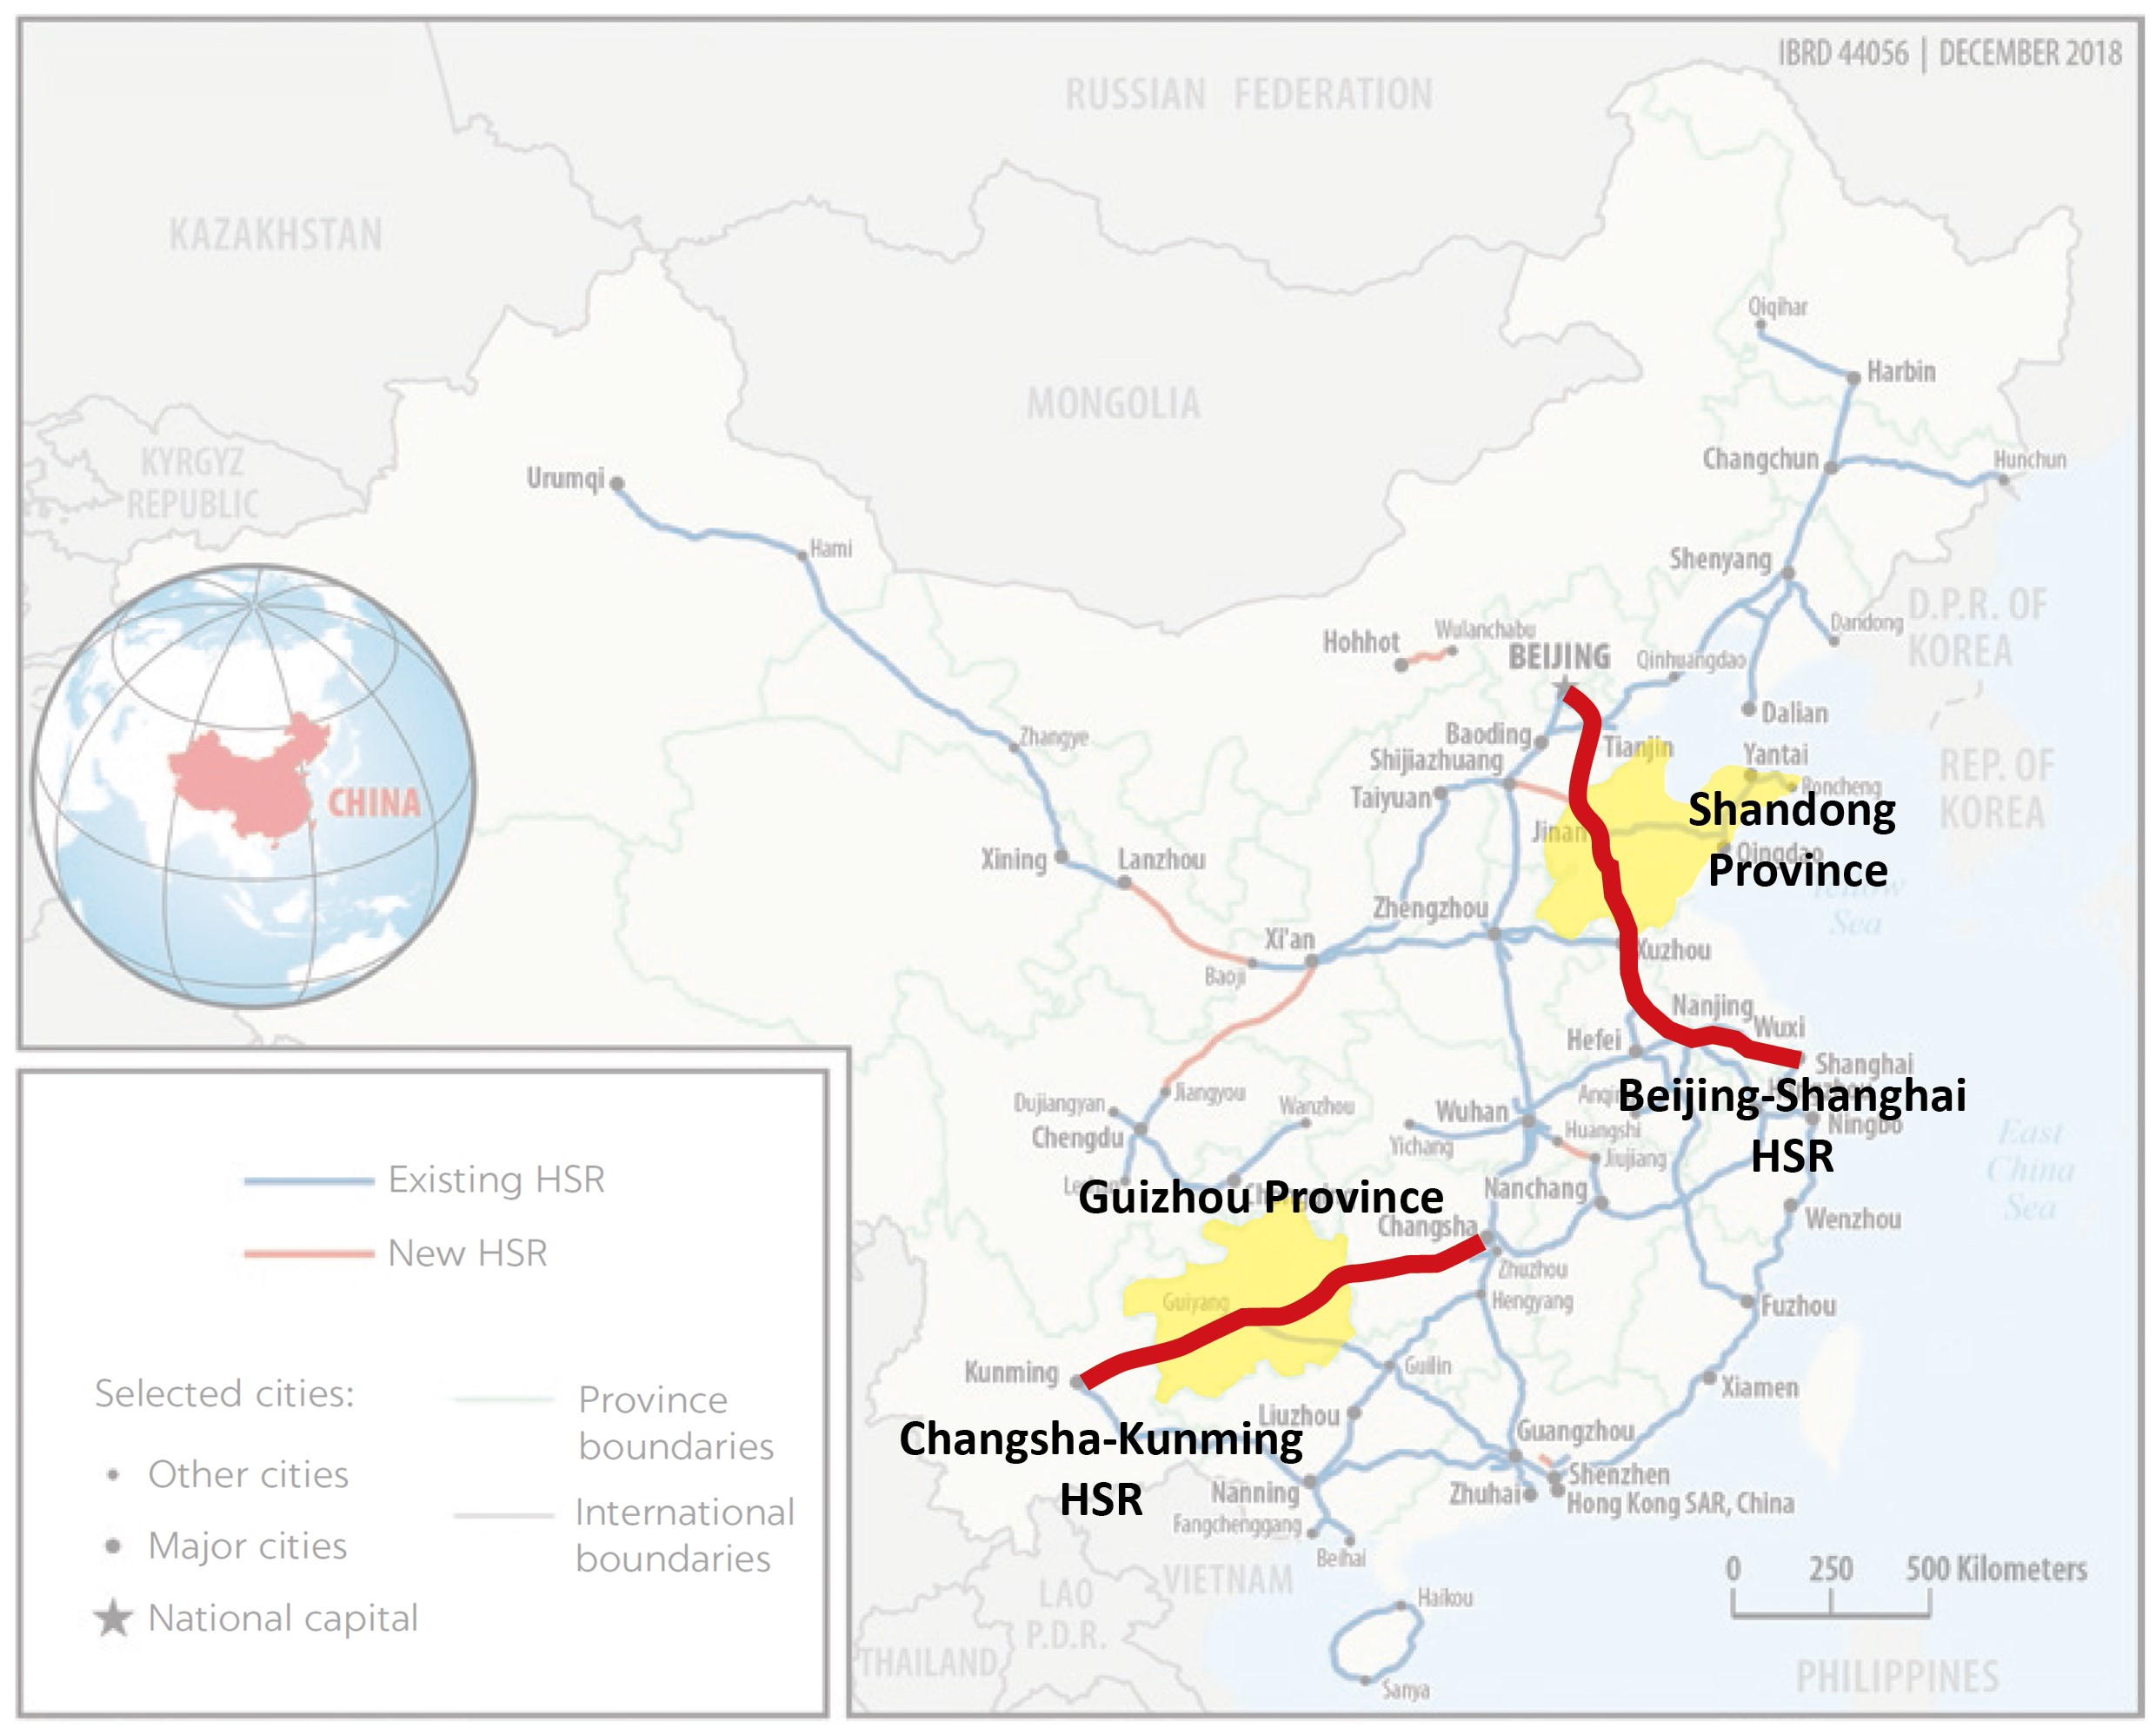 IBRD 44056 | DECEMBER 2018
RUSSIAN FEDERATION
KAZAKHSTAN
MONGOLIA
KYRGYZ
REPUBLIC
CHINA
Qiqihar
Harbin
Changchun
Hunchun
Urumqi
Hami
Shenyang
Dandong
D.P.R. OF
KOREA
Hohhot
Wulanchabu
BEIJING
Qinhuangdao
Dalian
Zhangye
Baoding
Tianjin
Shijiazhuang
Yantai
Taiyuan
Roncheng
REP. OF
KOREA
Shandong
Province
Jinan
Qingdao
Xining
Lanzhou
Yellow
Sea
Zhengzhou
Xi'an
Baoji
Xuzhou
Nanjing
Wuxi
Hefei
Shanghai
Beijing-Shanghai
HSR
Ningbo
Jiangyou
Dujiangyan
Chengdu
Wanzhou
Wuhan
Yichang
Huangshi
Jiujiang
East
China
Sea
Guizhou Province
Nanchang
Changsha
Wenzhou
Zhuzhou
Hengyang
Guiyang
Fuzhou
Kunming
Guilin
Xiamen
Changsha-Kunming
HSR
Liuzhou
Guangzhou
Nanning
Zhuhai
Shenzhen
Hong Kong SAR, China
Fangchenggang
Beihai
VIETNAM
LAO
P.D.R.
THAILAND
Haikou
Sanya
PHILIPPINES
0 250 500 Kilometers
Existing HSR
New HSR
Selected cities:
Other cities
Major cities
National capital
Province
boundaries
International
boundaries